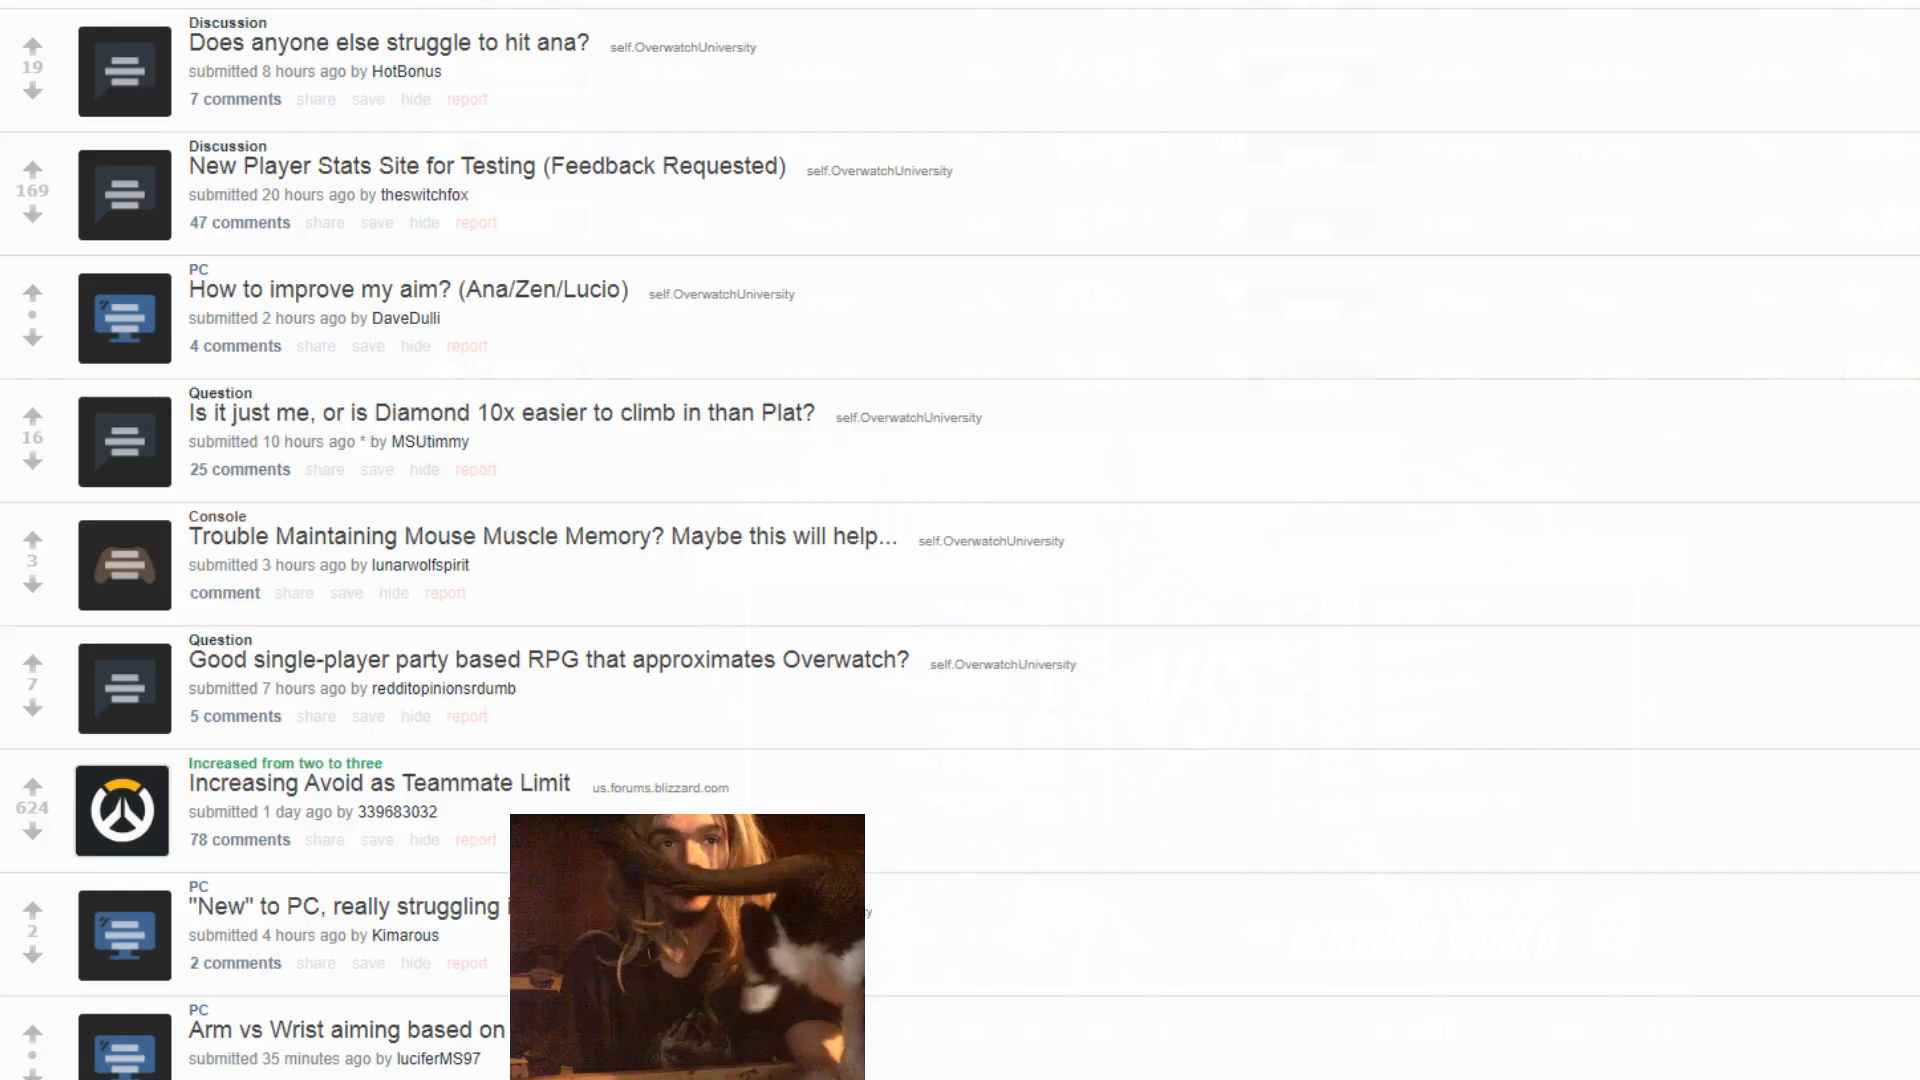 Discussion
Does anyone else struggle to hit ana? self.OverwatchUniversity
19
submitted 8 hours ago by HotBonus
7 comments share save hide report
Discussion
New Player Stats Site for Testing (Feedback Requested) self.OverwatchUniversity
169
submitted 20 hours ago by theswitchfox
47 comments share save hide report
PC
How to improve my aim? (Ana/Zen/Lucio) self.OverwatchUniversity
•
submitted 2 hours ago by DaveDulli
4 comments share save hide report
Question
Is it just me, or is Diamond 10x easier to climb in than Plat? self.OverwatchUniversity
16
submitted 10 hours ago * by MSUtimmy
25 comments share save hide report
Console
Trouble Maintaining Mouse Muscle Memory? Maybe this will help... self.OverwatchUniversity
3
submitted 3 hours ago by lunarwolfspirit
comment share save hide report
Question
Good single-player party based RPG that approximates Overwatch? self.OverwatchUniversity
7
submitted 7 hours ago by redditopinionsrdumb
5 comments share save hide report
VS
Increased from two to three
Increasing Avoid as Teammate Limit us.forums.blizzard.com
624
submitted 1 day ago by 339683032
78 comments share save hide report
PC
"New" to PC, really struggling
2
submitted 4 hours ago by Kimarous
BLIZZARD WORLD
2 comments share save hide report
PC
Arm vs Wrist aiming based on
•
submitted 35 minutes ago by luciferMS97